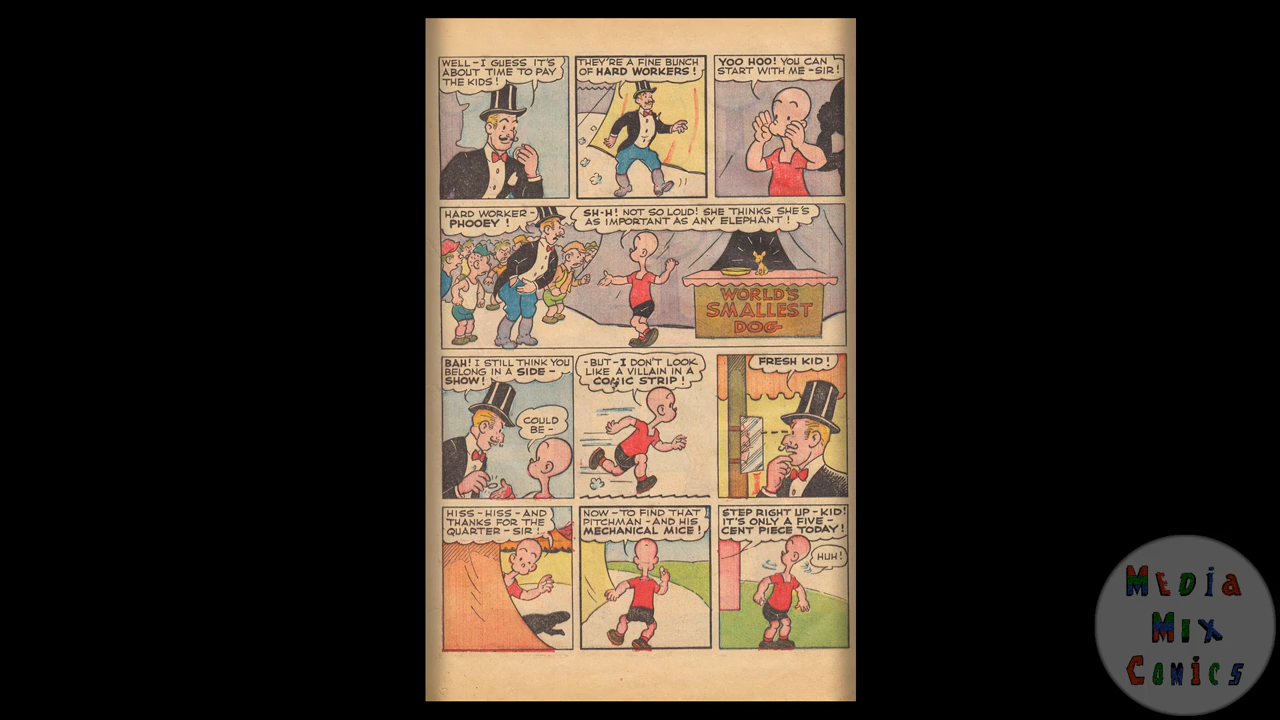 WELL-I GUESS IT'S
ABOUT TIME TO PAY
THE KIDS!
THEY'RE A FINE BUNCH
OF HARD WORKERS!
YOO HOO! YOU CAN
START WITH ME-SIR!
HARD WORKER-
PHOOEY!
SH-H! NOT SO LOUD! SHE THINKS SHE'S
AS IMPORTANT AS ANY ELEPHANT!
WORLD'S
SMALLEST
DOG
BAH! I STILL THINK YOU
BELONG IN A SIDE-
SHOW!
COULD
BE-
-BUT-I DON'T LOOK
LIKE A VILLAIN IN A
COMIC STRIP!
FRESH KID!
HISS-HISS-AND
THANKS FOR THE
QUARTER-SIR!
NOW-TO FIND THAT
PITCHMAN-AND HIS
MECHANICAL MICE!
STEP RIGHT UP-KID!
IT'S ONLY A FIVE-
CENT PIECE TODAY!
HUH!
MEDIA
MIX
COMICS